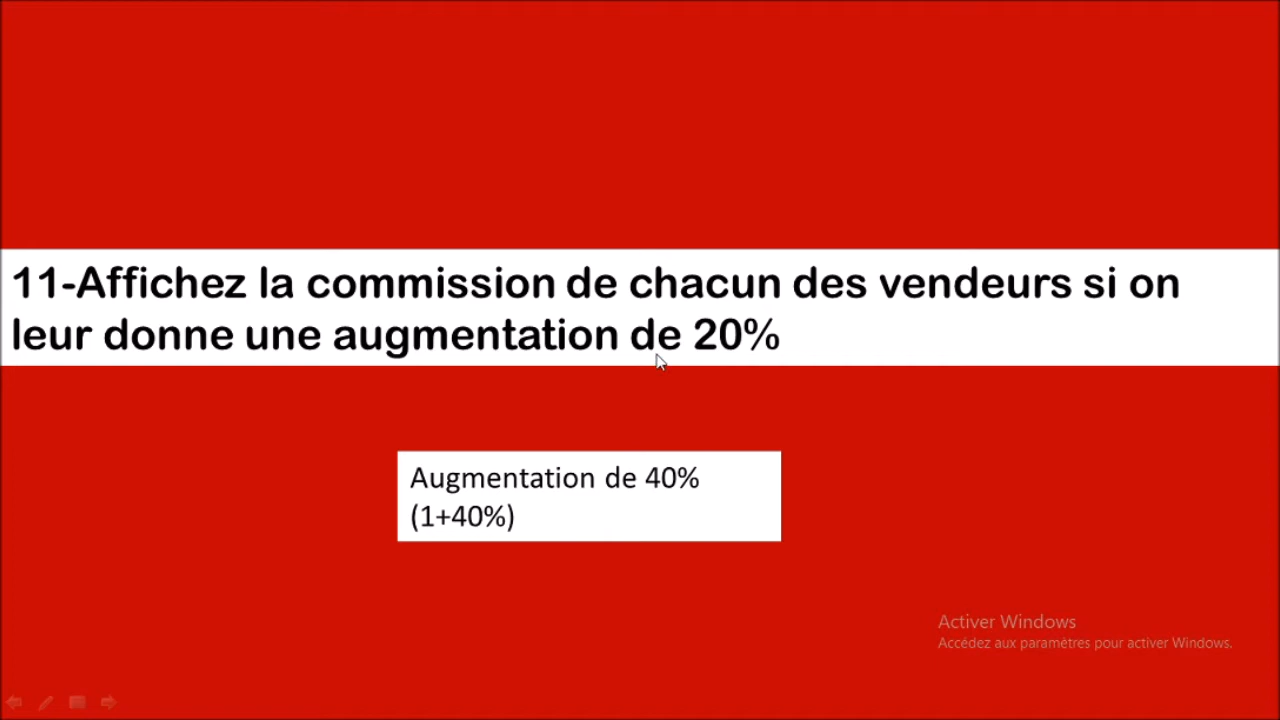 11-Affichez la commission de chacun des vendeurs si on
leur donne une augmentation de 20%
Augmentation de 40%
(1+40%)
Activer Windows
Accédez aux paramètres pour activer Windows.